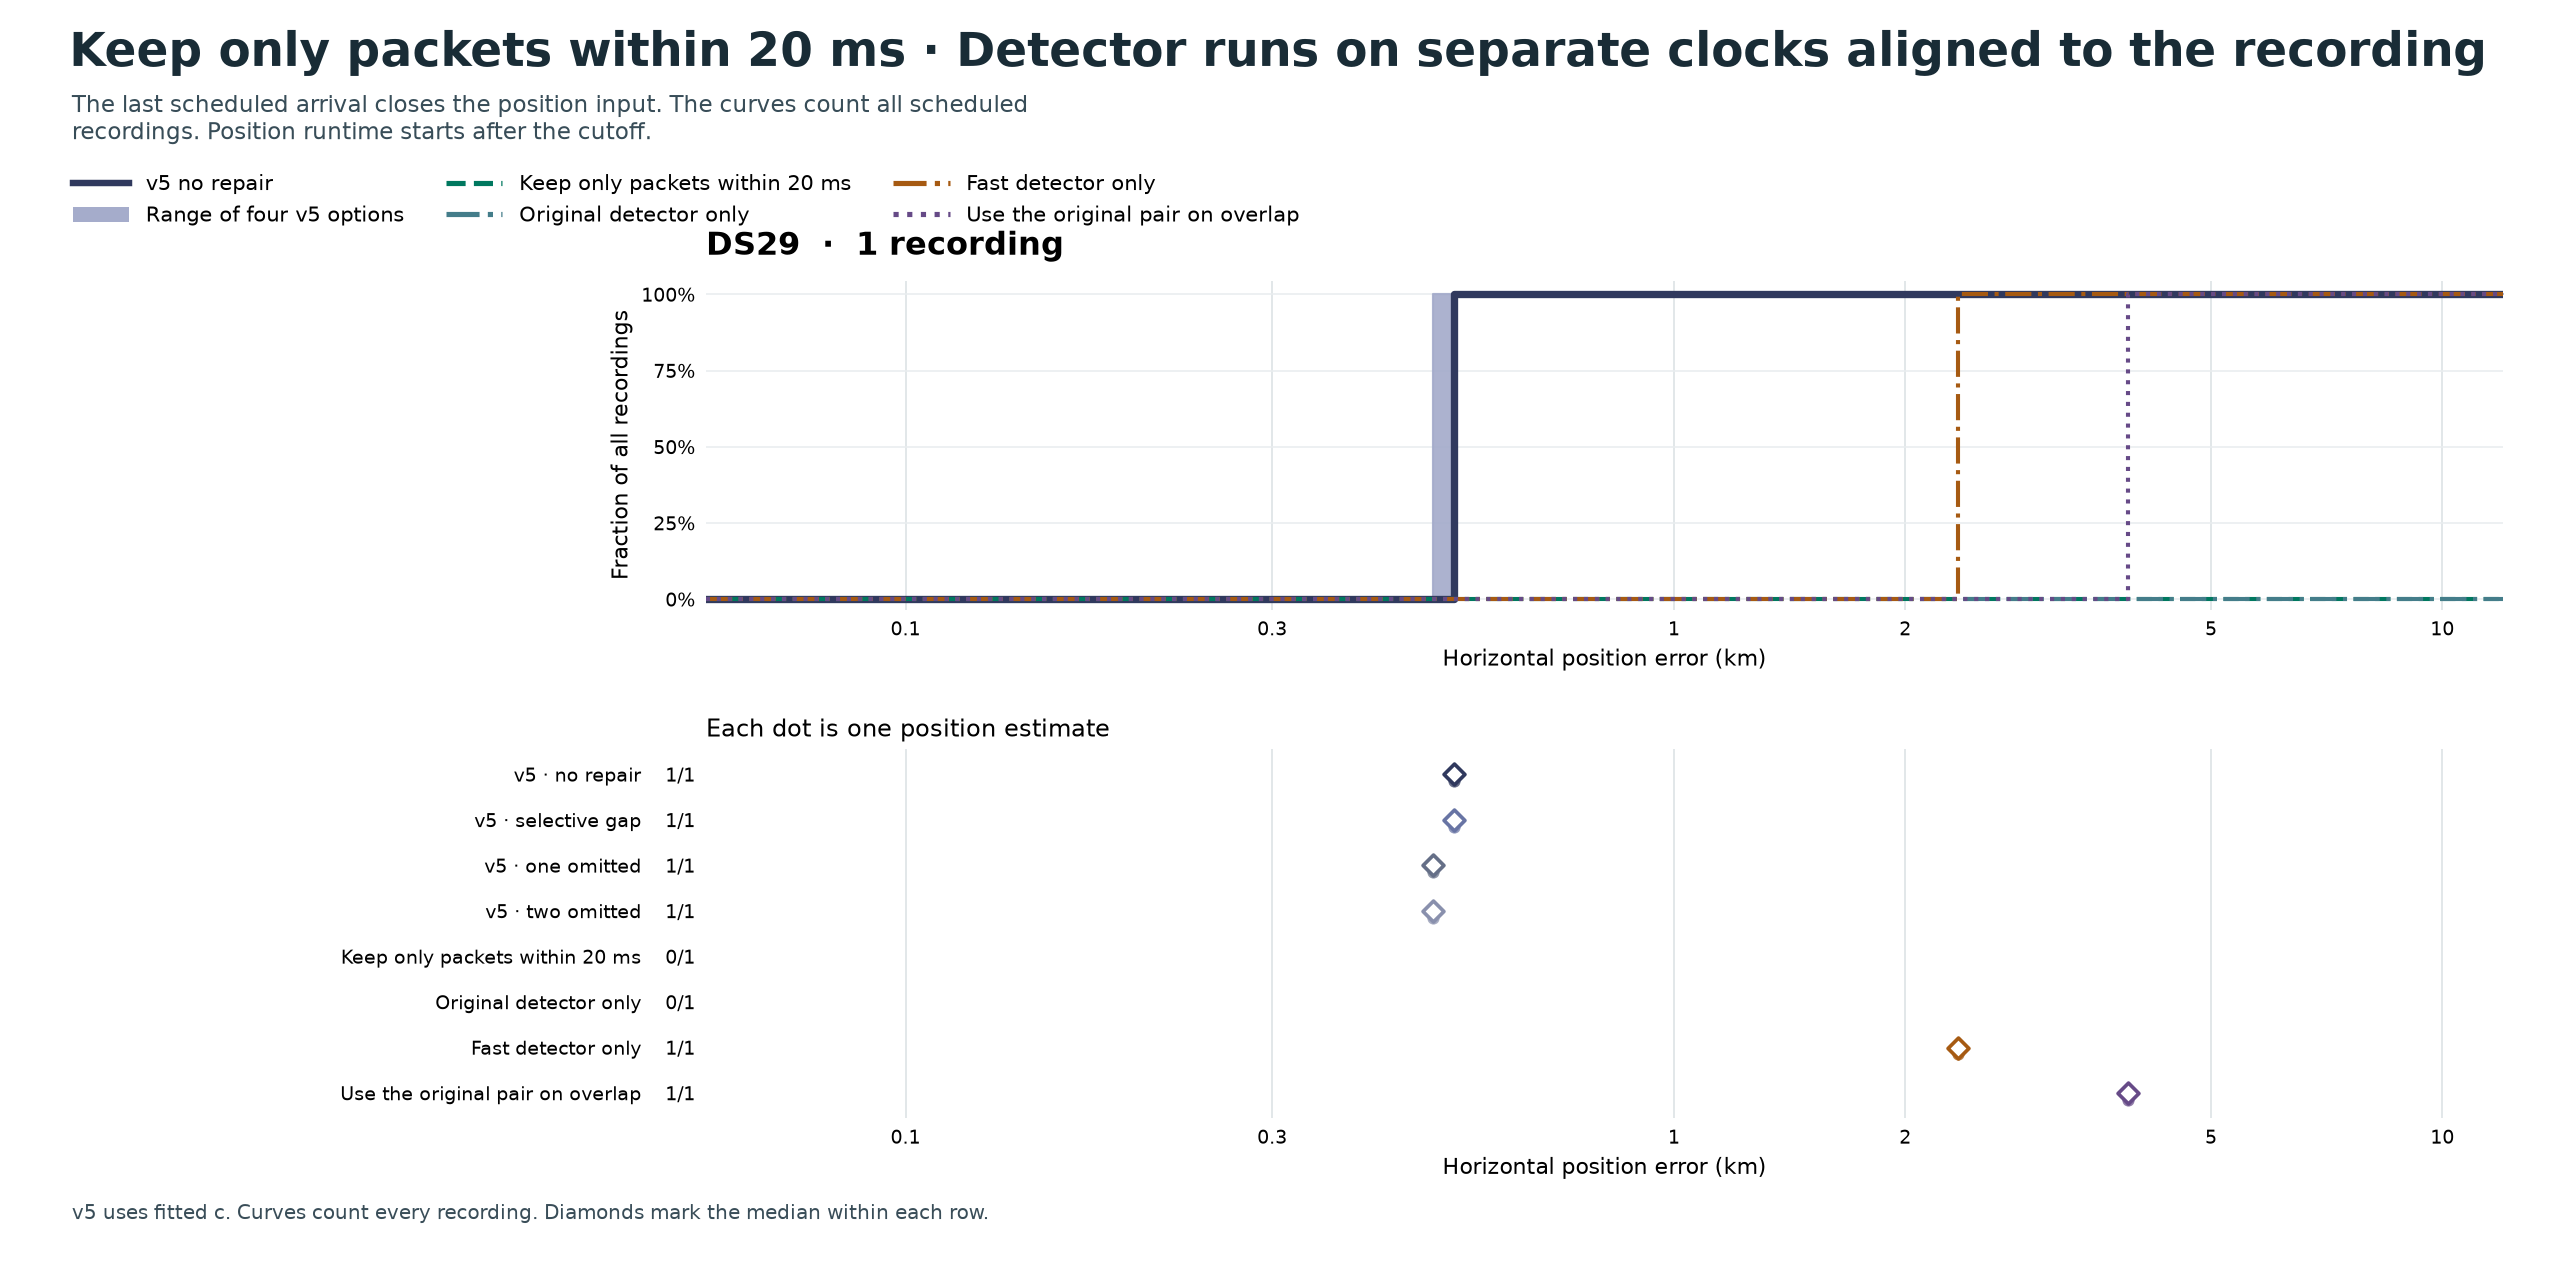 Keep only packets within 20 ms · Detector runs on separate clocks aligned to the recording
The last scheduled arrival closes the position input. The curves count all scheduled
recordings. Position runtime starts after the cutoff.
v5 no repair
Range of four v5 options
Keep only packets within 20 ms
Original detector only
Fast detector only
Use the original pair on overlap
DS29 · 1 recording
Fraction of all recordings
100%
75%
50%
25%
0%
0.1 0.3 1 2 5 10
Horizontal position error (km)
Each dot is one position estimate
v5 · no repair 1/1
v5 · selective gap 1/1
v5 · one omitted 1/1
v5 · two omitted 1/1
Keep only packets within 20 ms 0/1
Original detector only 0/1
Fast detector only 1/1
Use the original pair on overlap 1/1
0.1 0.3 1 2 5 10
Horizontal position error (km)
v5 uses fitted c. Curves count every recording. Diamonds mark the median within each row.